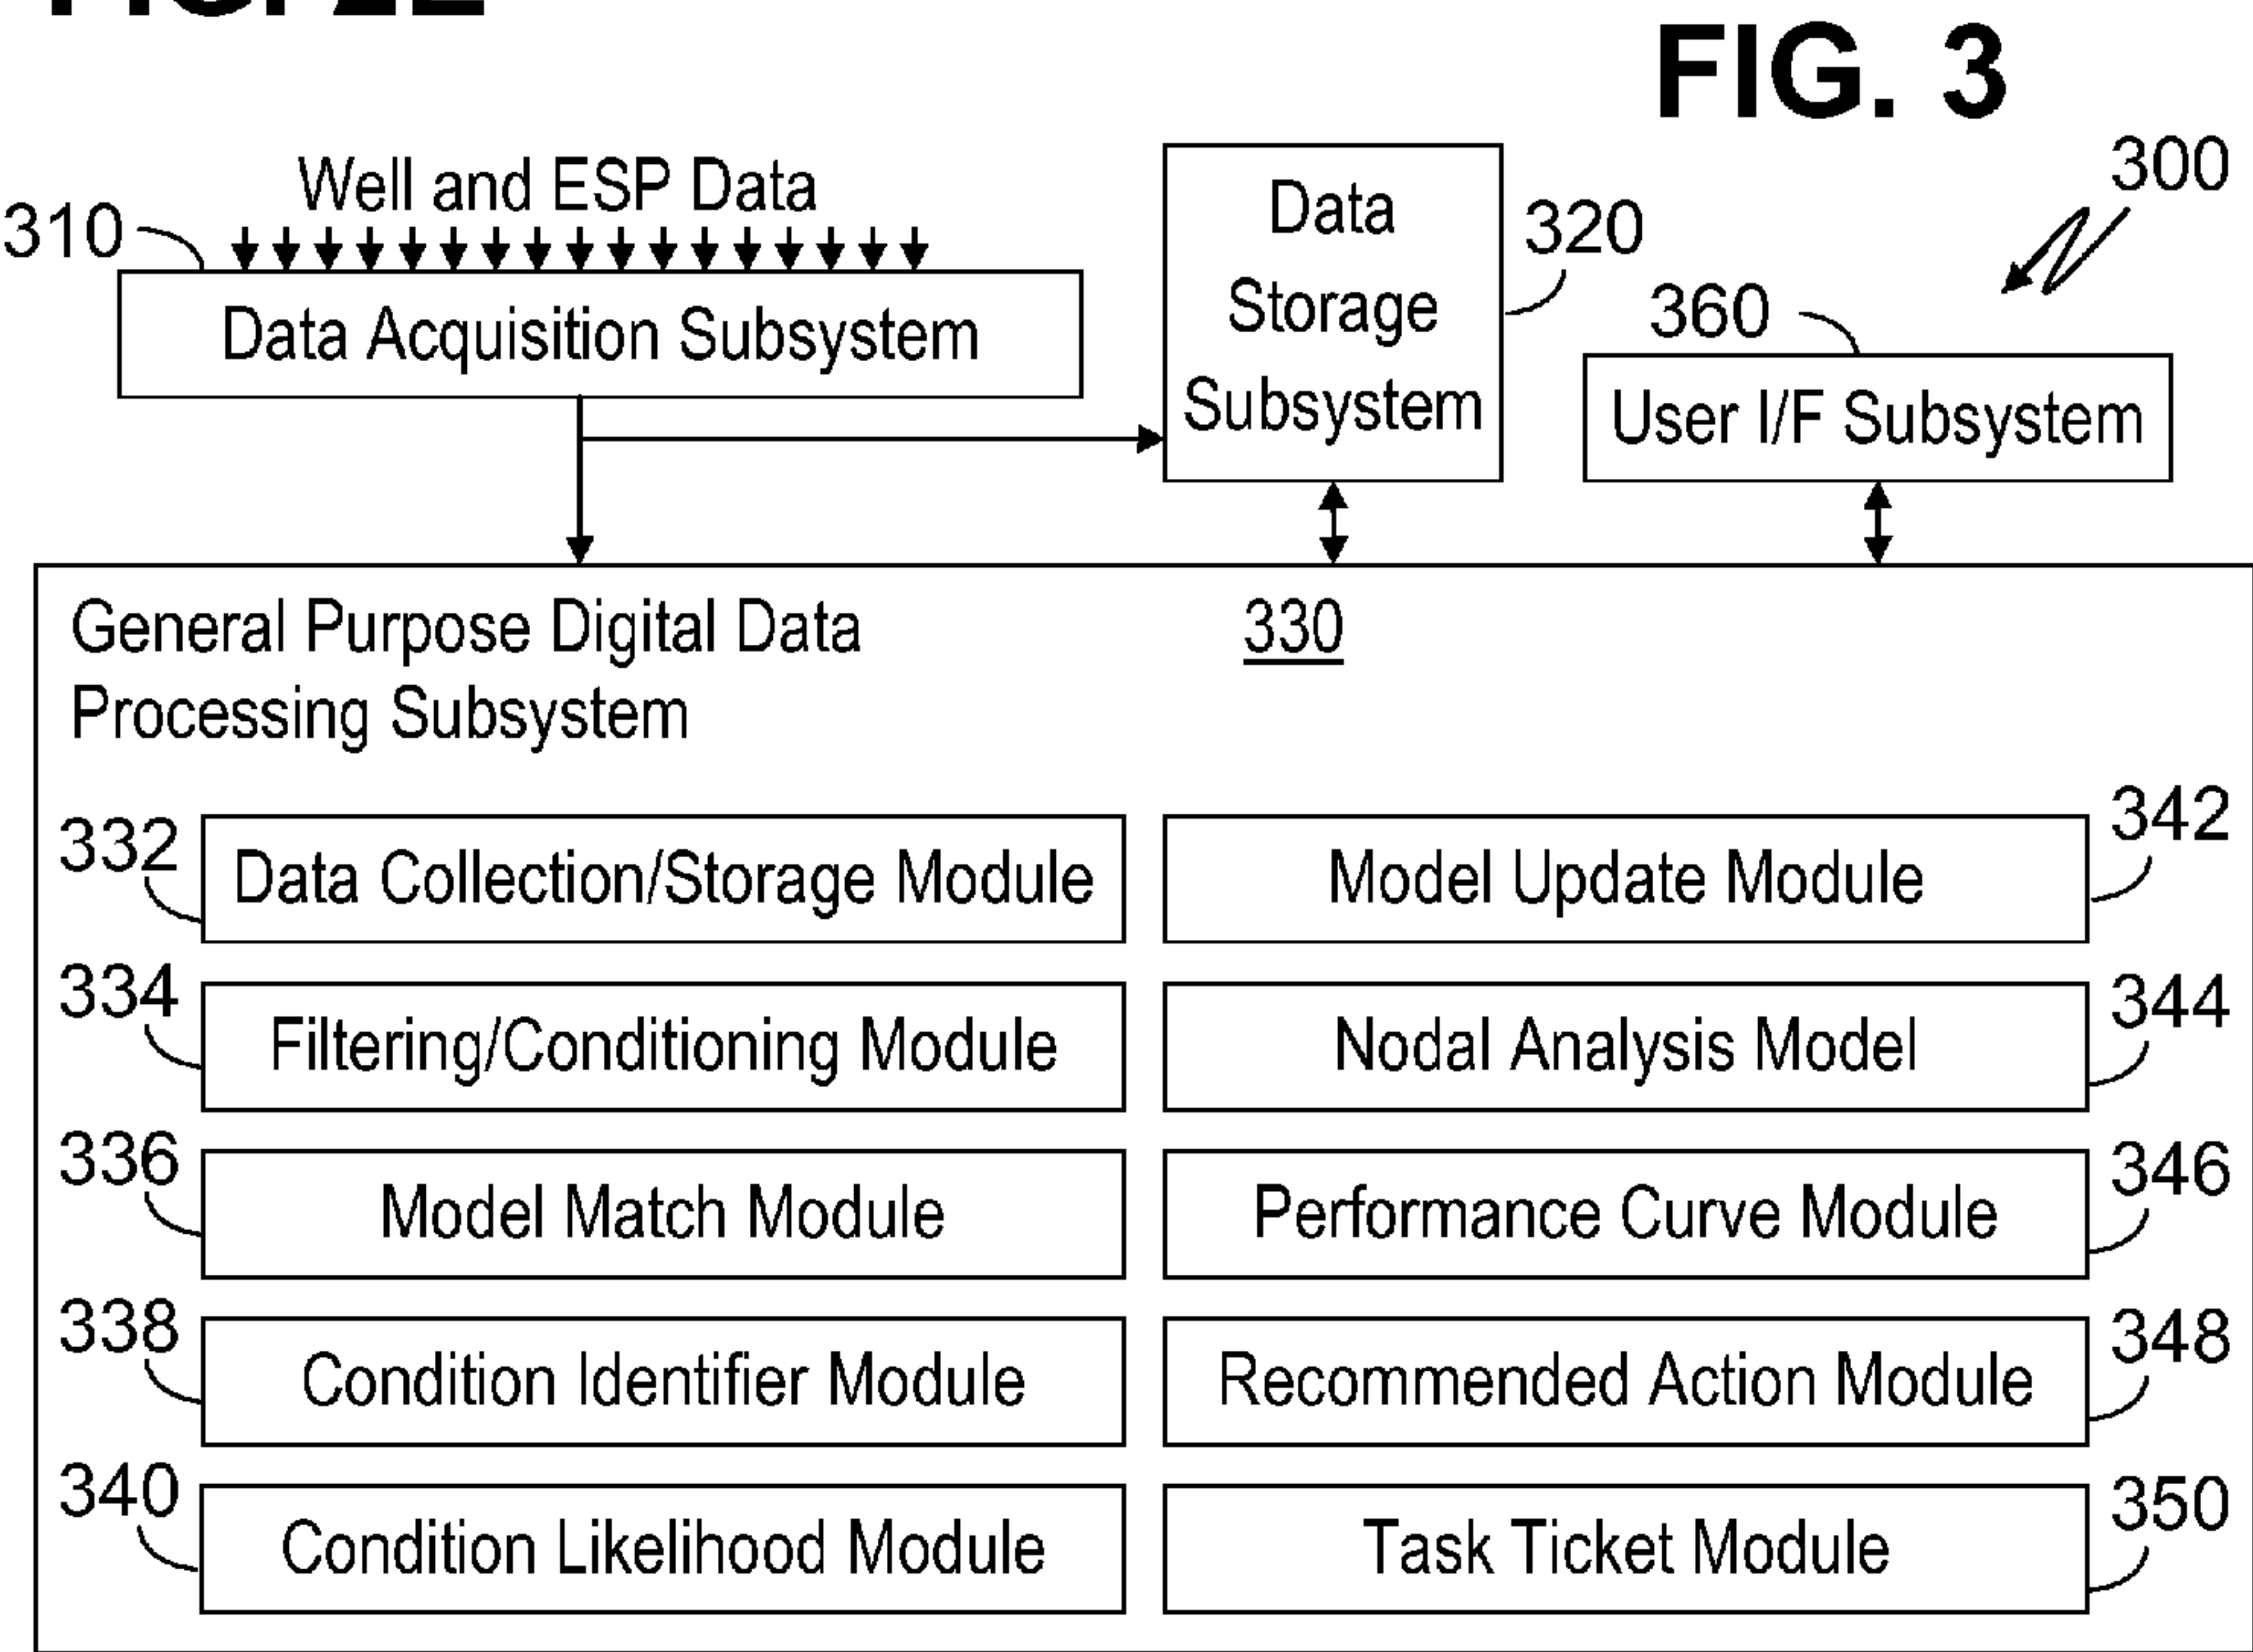 FIG. 3
300
Well and ESP Data
310
Data Acquisition Subsystem
Data
Storage
Subsystem
320
360
User I/F Subsystem
General Purpose Digital Data
Processing Subsystem
330
332
Data Collection/Storage Module
342
Model Update Module
334
Filtering/Conditioning Module
344
Nodal Analysis Model
336
Model Match Module
346
Performance Curve Module
338
Condition Identifier Module
348
Recommended Action Module
340
Condition Likelihood Module
350
Task Ticket Module